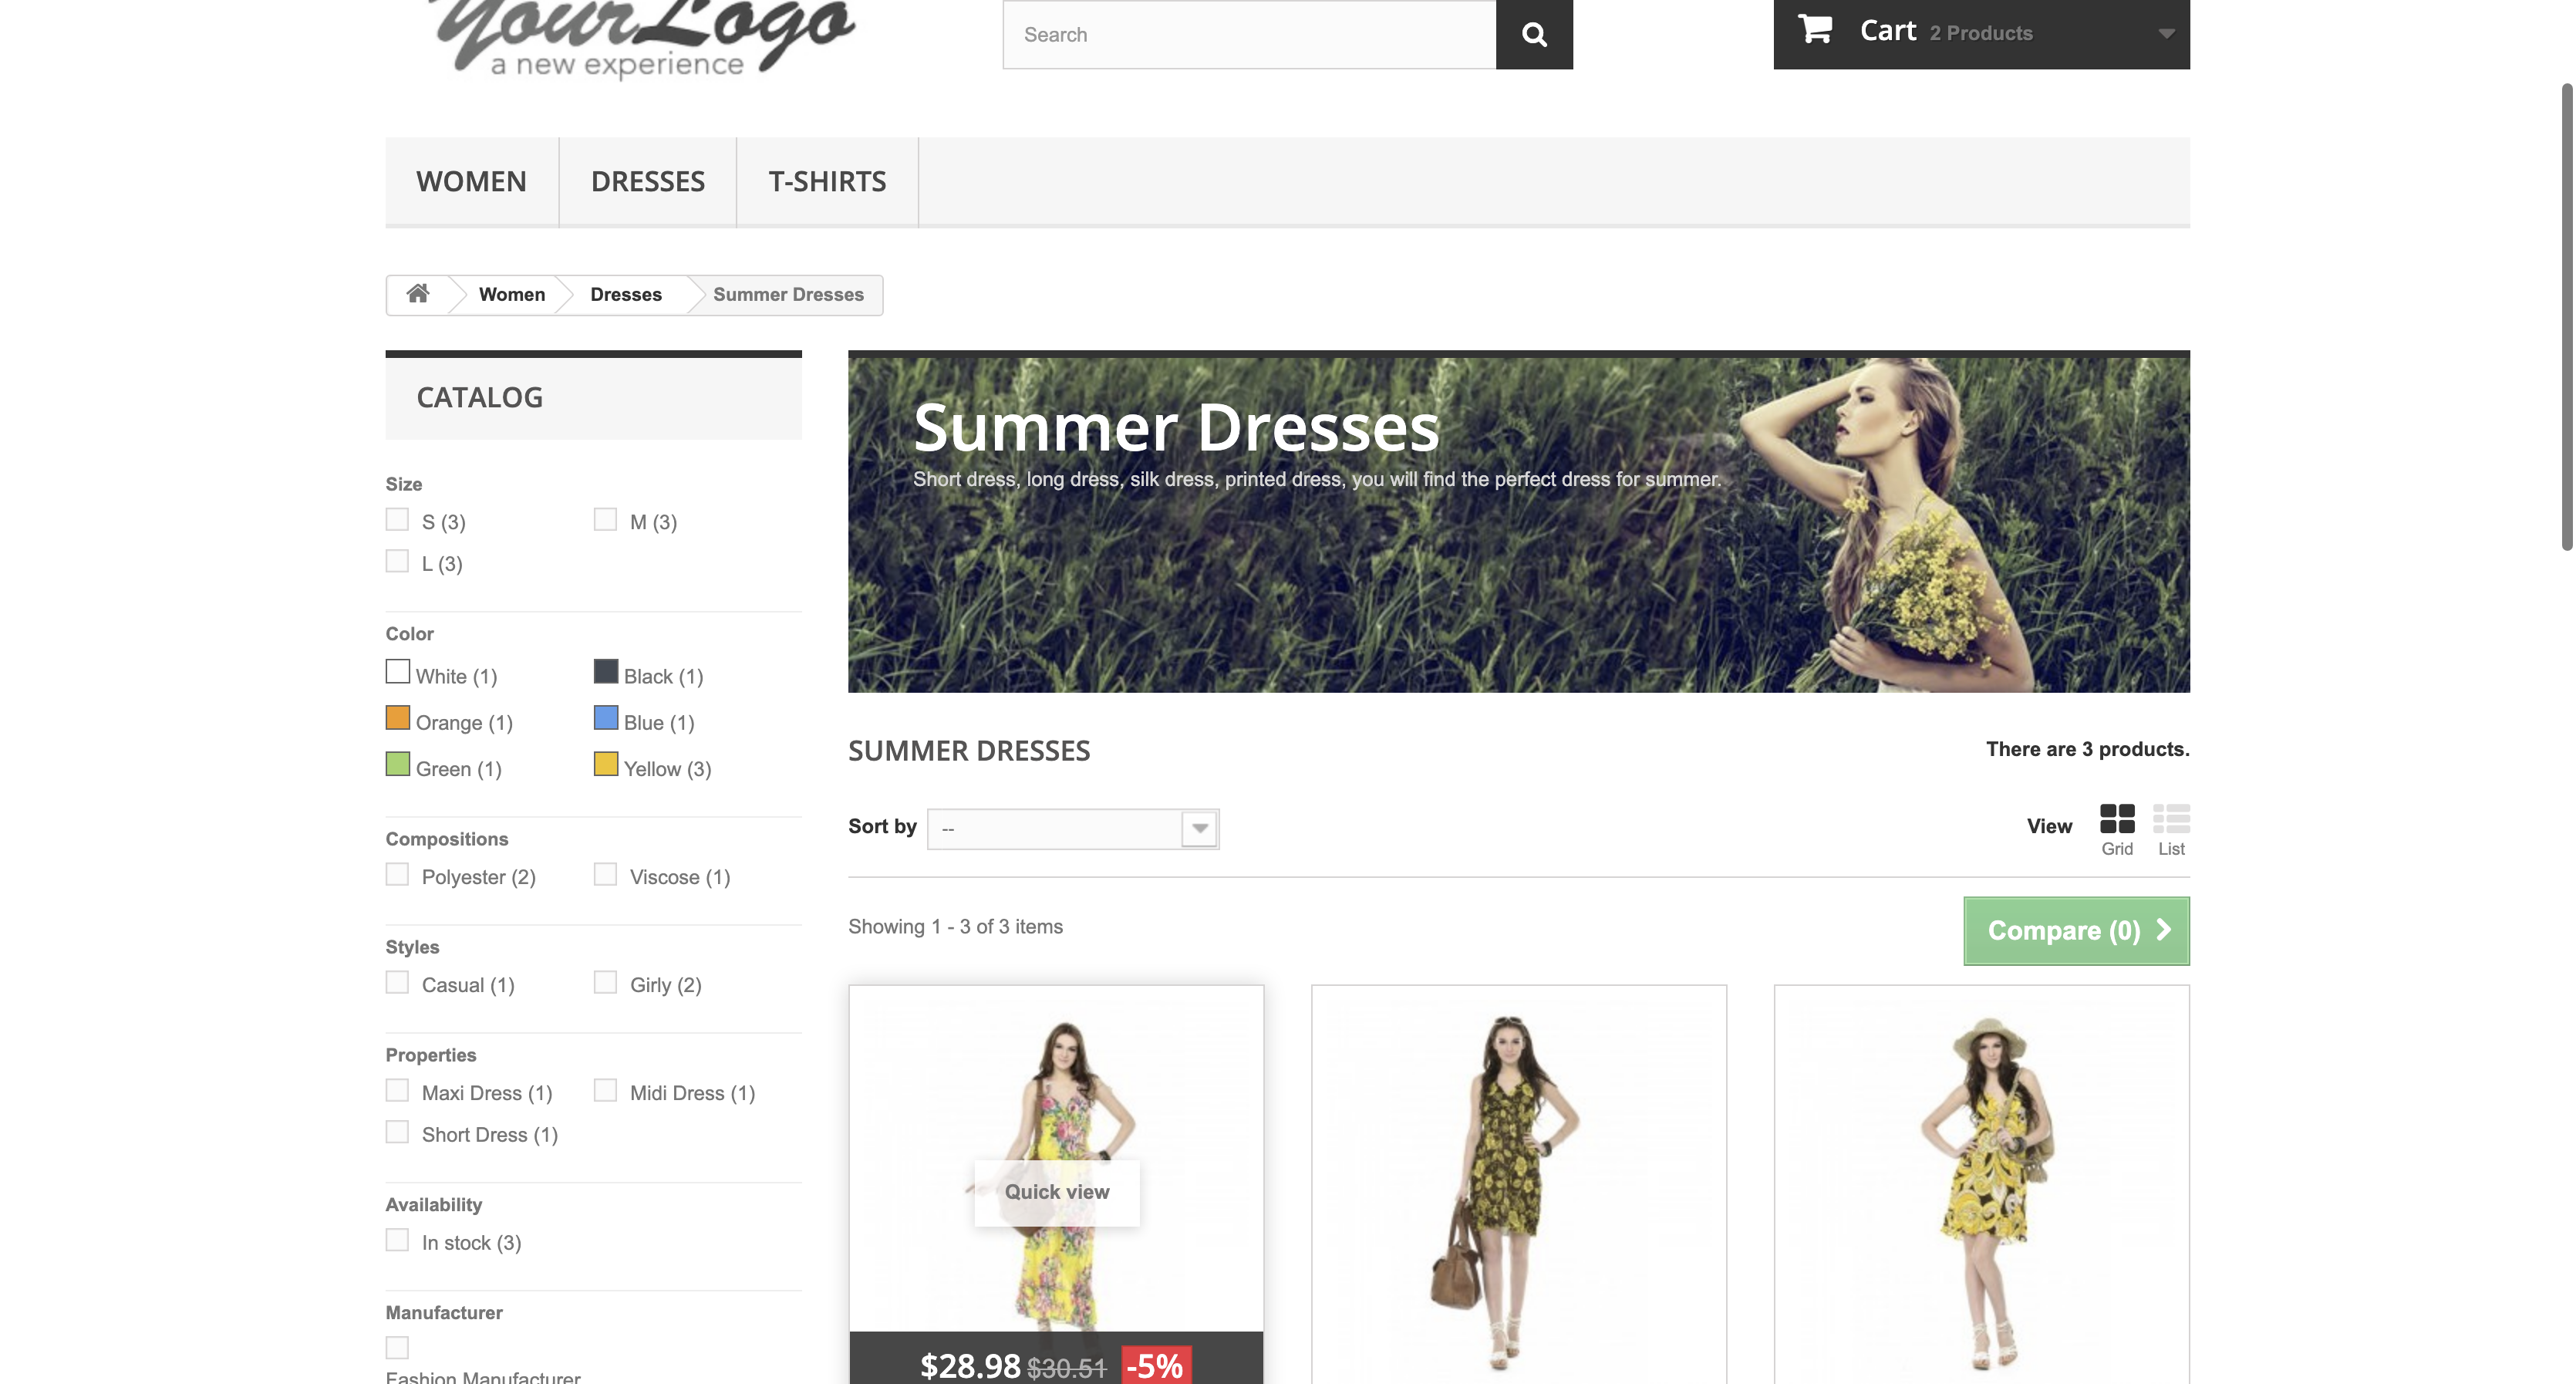 YourLogo
a new experience
Search
Cart 2 Products
WOMEN
DRESSES
T-SHIRTS
Women
Dresses
Summer Dresses
CATALOG
Size
S (3)
M (3)
L (3)
Color
White (1)
Black (1)
Orange (1)
Blue (1)
Green (1)
Yellow (3)
Compositions
Polyester (2)
Viscose (1)
Styles
Casual (1)
Girly (2)
Properties
Maxi Dress (1)
Midi Dress (1)
Short Dress (1)
Availability
In stock (3)
Manufacturer
Fashion Manufacturer
Summer Dresses
Short dress, long dress, silk dress, printed dress, you will find the perfect dress for summer.
SUMMER DRESSES
There are 3 products.
Sort by
--
View
Grid
List
Showing 1 - 3 of 3 items
Compare (0)
Quick view
$28.98 $30.51 -5%